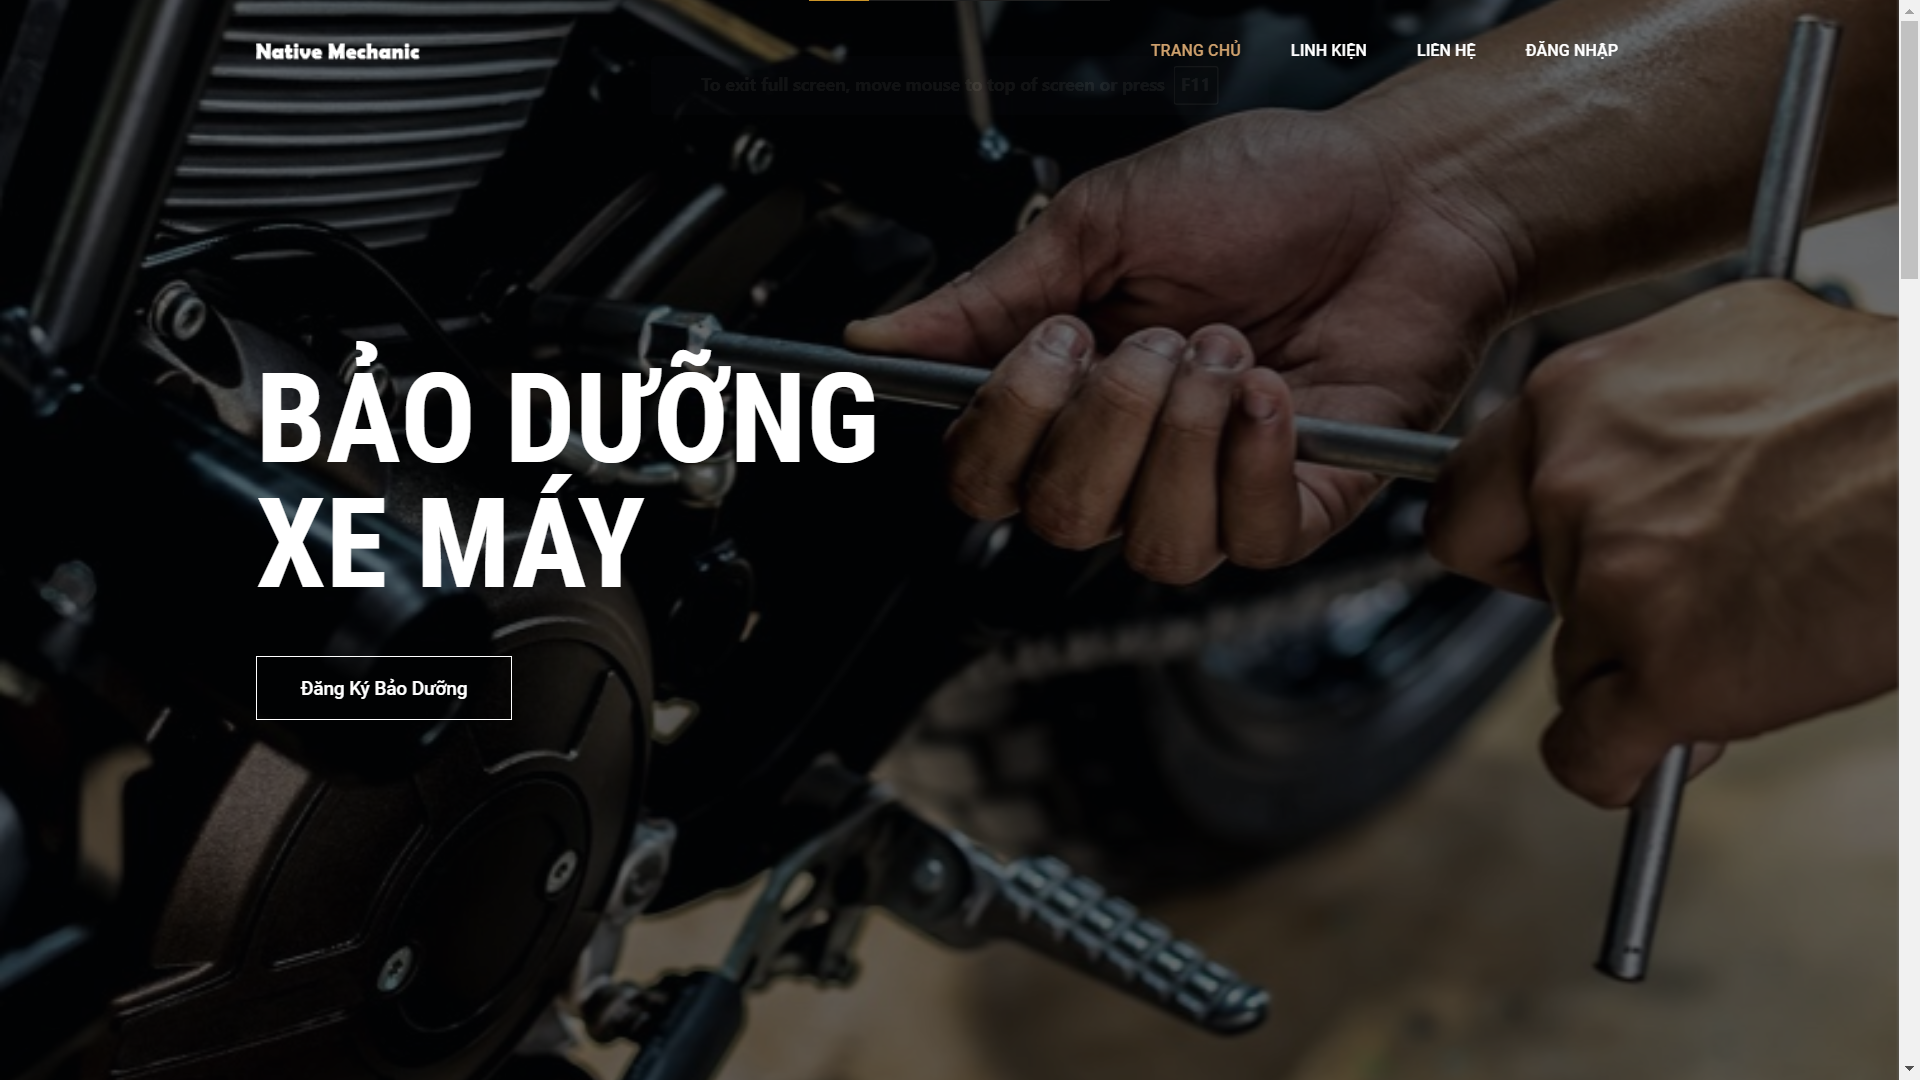 Native Mechanic
TRANG CHỦ
LINH KIỆN
LIÊN HỆ
ĐĂNG NHẬP
To exit full screen, move mouse to top of screen or press F11
BẢO DƯỠNG
XE MÁY
Đăng Ký Bảo Dưỡng